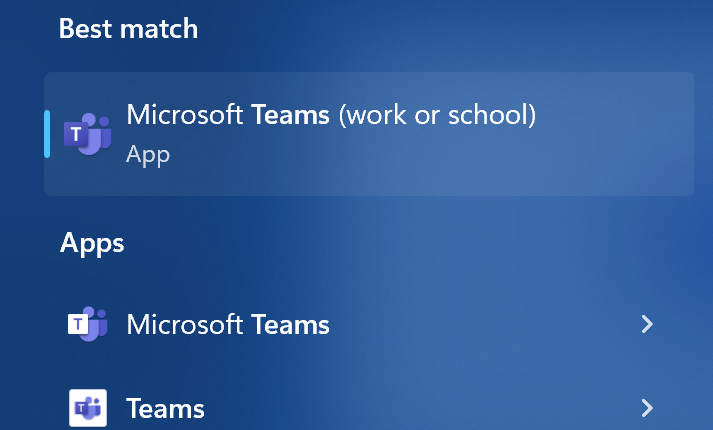 Best match
Microsoft Teams (work or school)
App
Apps
Microsoft Teams
Teams